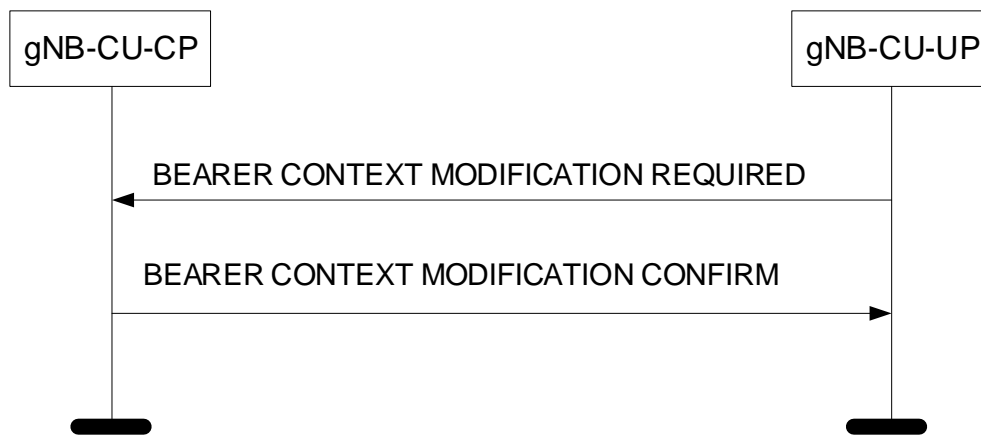 gNB-CU-CP
gNB-CU-UP
BEARER CONTEXT MODIFICATION REQUIRED
BEARER CONTEXT MODIFICATION CONFIRM